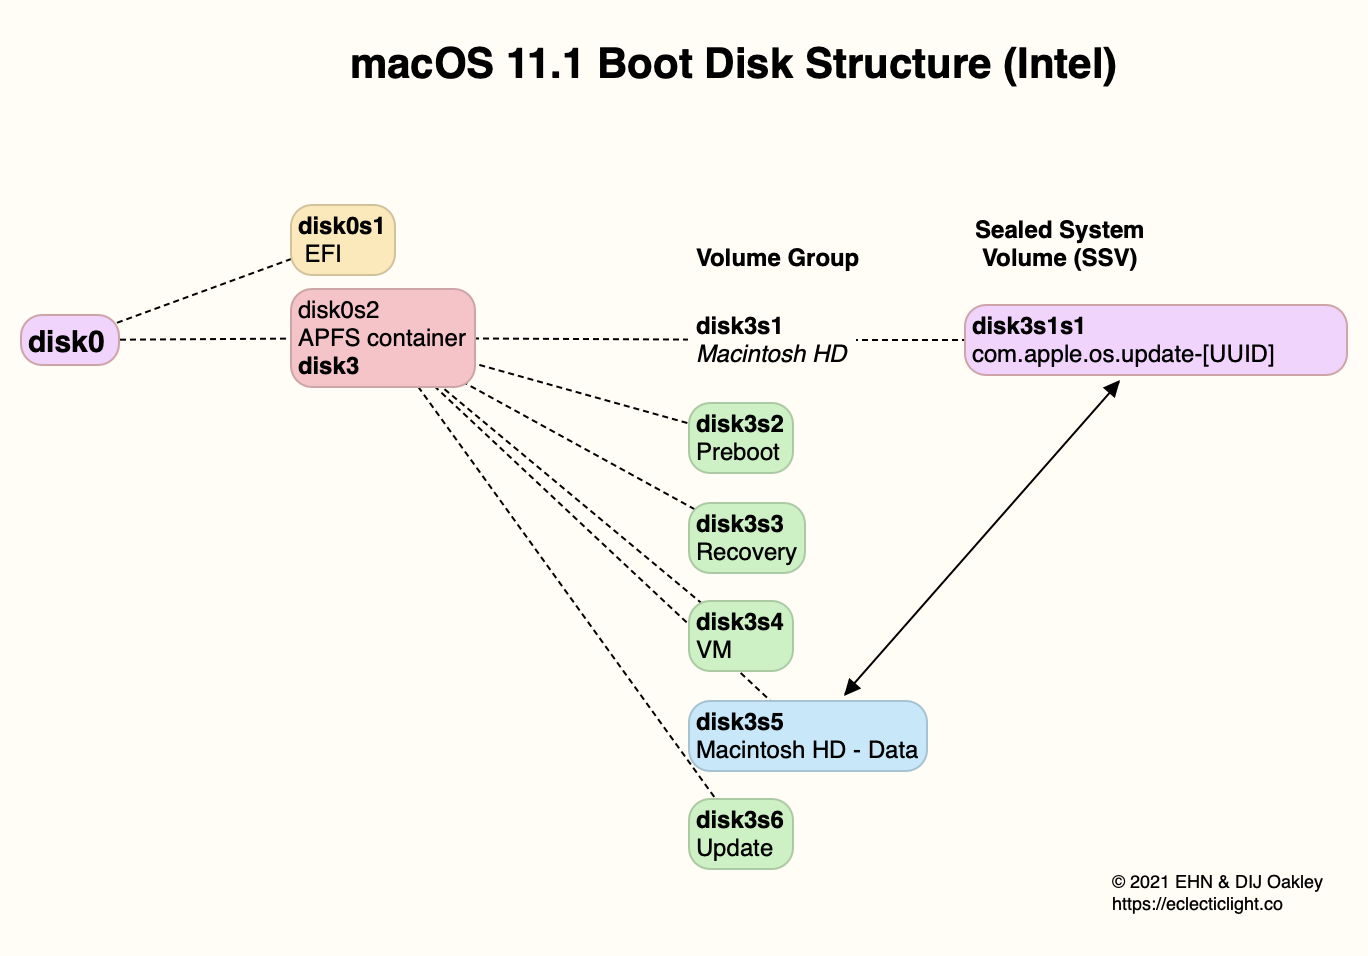 macOS 11.1 Boot Disk Structure (Intel)
disk0
disk0s1
EFI
disk0s2
APFS container
disk3
Volume Group
disk3s1
Macintosh HD
disk3s2
Preboot
disk3s3
Recovery
disk3s4
VM
disk3s5
Macintosh HD - Data
disk3s6
Update
Sealed System
Volume (SSV)
disk3s1s1
com.apple.os.update-[UUID]
© 2021 EHN & DIJ Oakley
https://eclecticlight.co